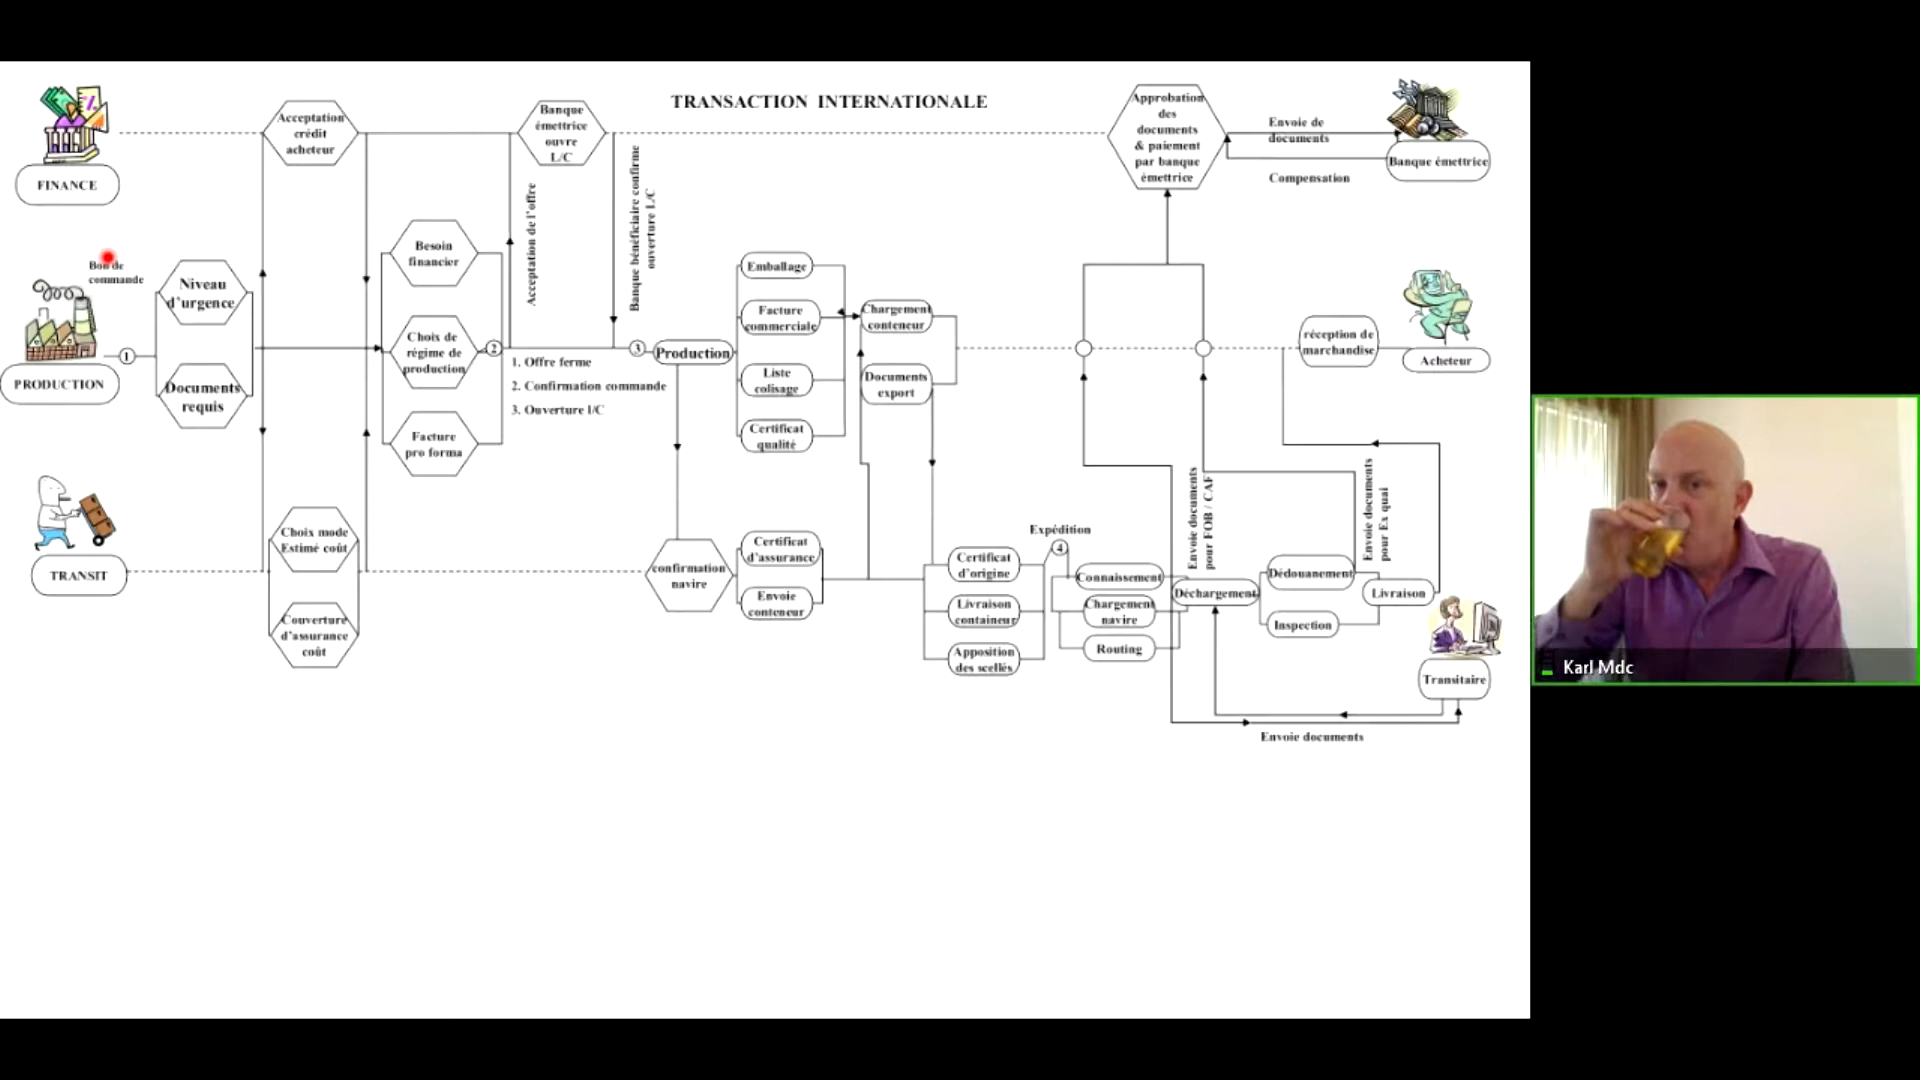 TRANSACTION INTERNATIONALE
FINANCE
Acceptation
crédit
acheteur
Banque
émettrice
ouvre
L/C
Approbation
des
documents
& paiement
par banque
émettrice
Envoie de
documents
Compensation
Banque émettrice
Acceptation de l'offre
Banque bénéficiaire confirme
ouverture L/C
Bon de
commande
PRODUCTION
1
Niveau
d'urgence
Documents
requis
Besoin
financier
Choix de
régime de
production
Facture
pro forma
2
1. Offre ferme
2. Confirmation commande
3. Ouverture l/C
3
Production
Emballage
Facture
commerciale
Liste
colisage
Certificat
qualité
Chargement
conteneur
Documents
export
réception de
marchandise
Acheteur
TRANSIT
Choix mode
Estimé coût
Couverture
d'assurance
coût
confirmation
navire
Certificat
d'assurance
Envoie
conteneur
Certificat
d'origine
Livraison
containeur
Apposition
des scellés
Expédition
4
Connaissement
Chargement
navire
Routing
Envoie documents
pour FOB / CAF
Déchargement
Dédouanement
Inspection
Envoie documents
pour Ex quai
Livraison
Transitaire
Envoie documents
Karl Mdc